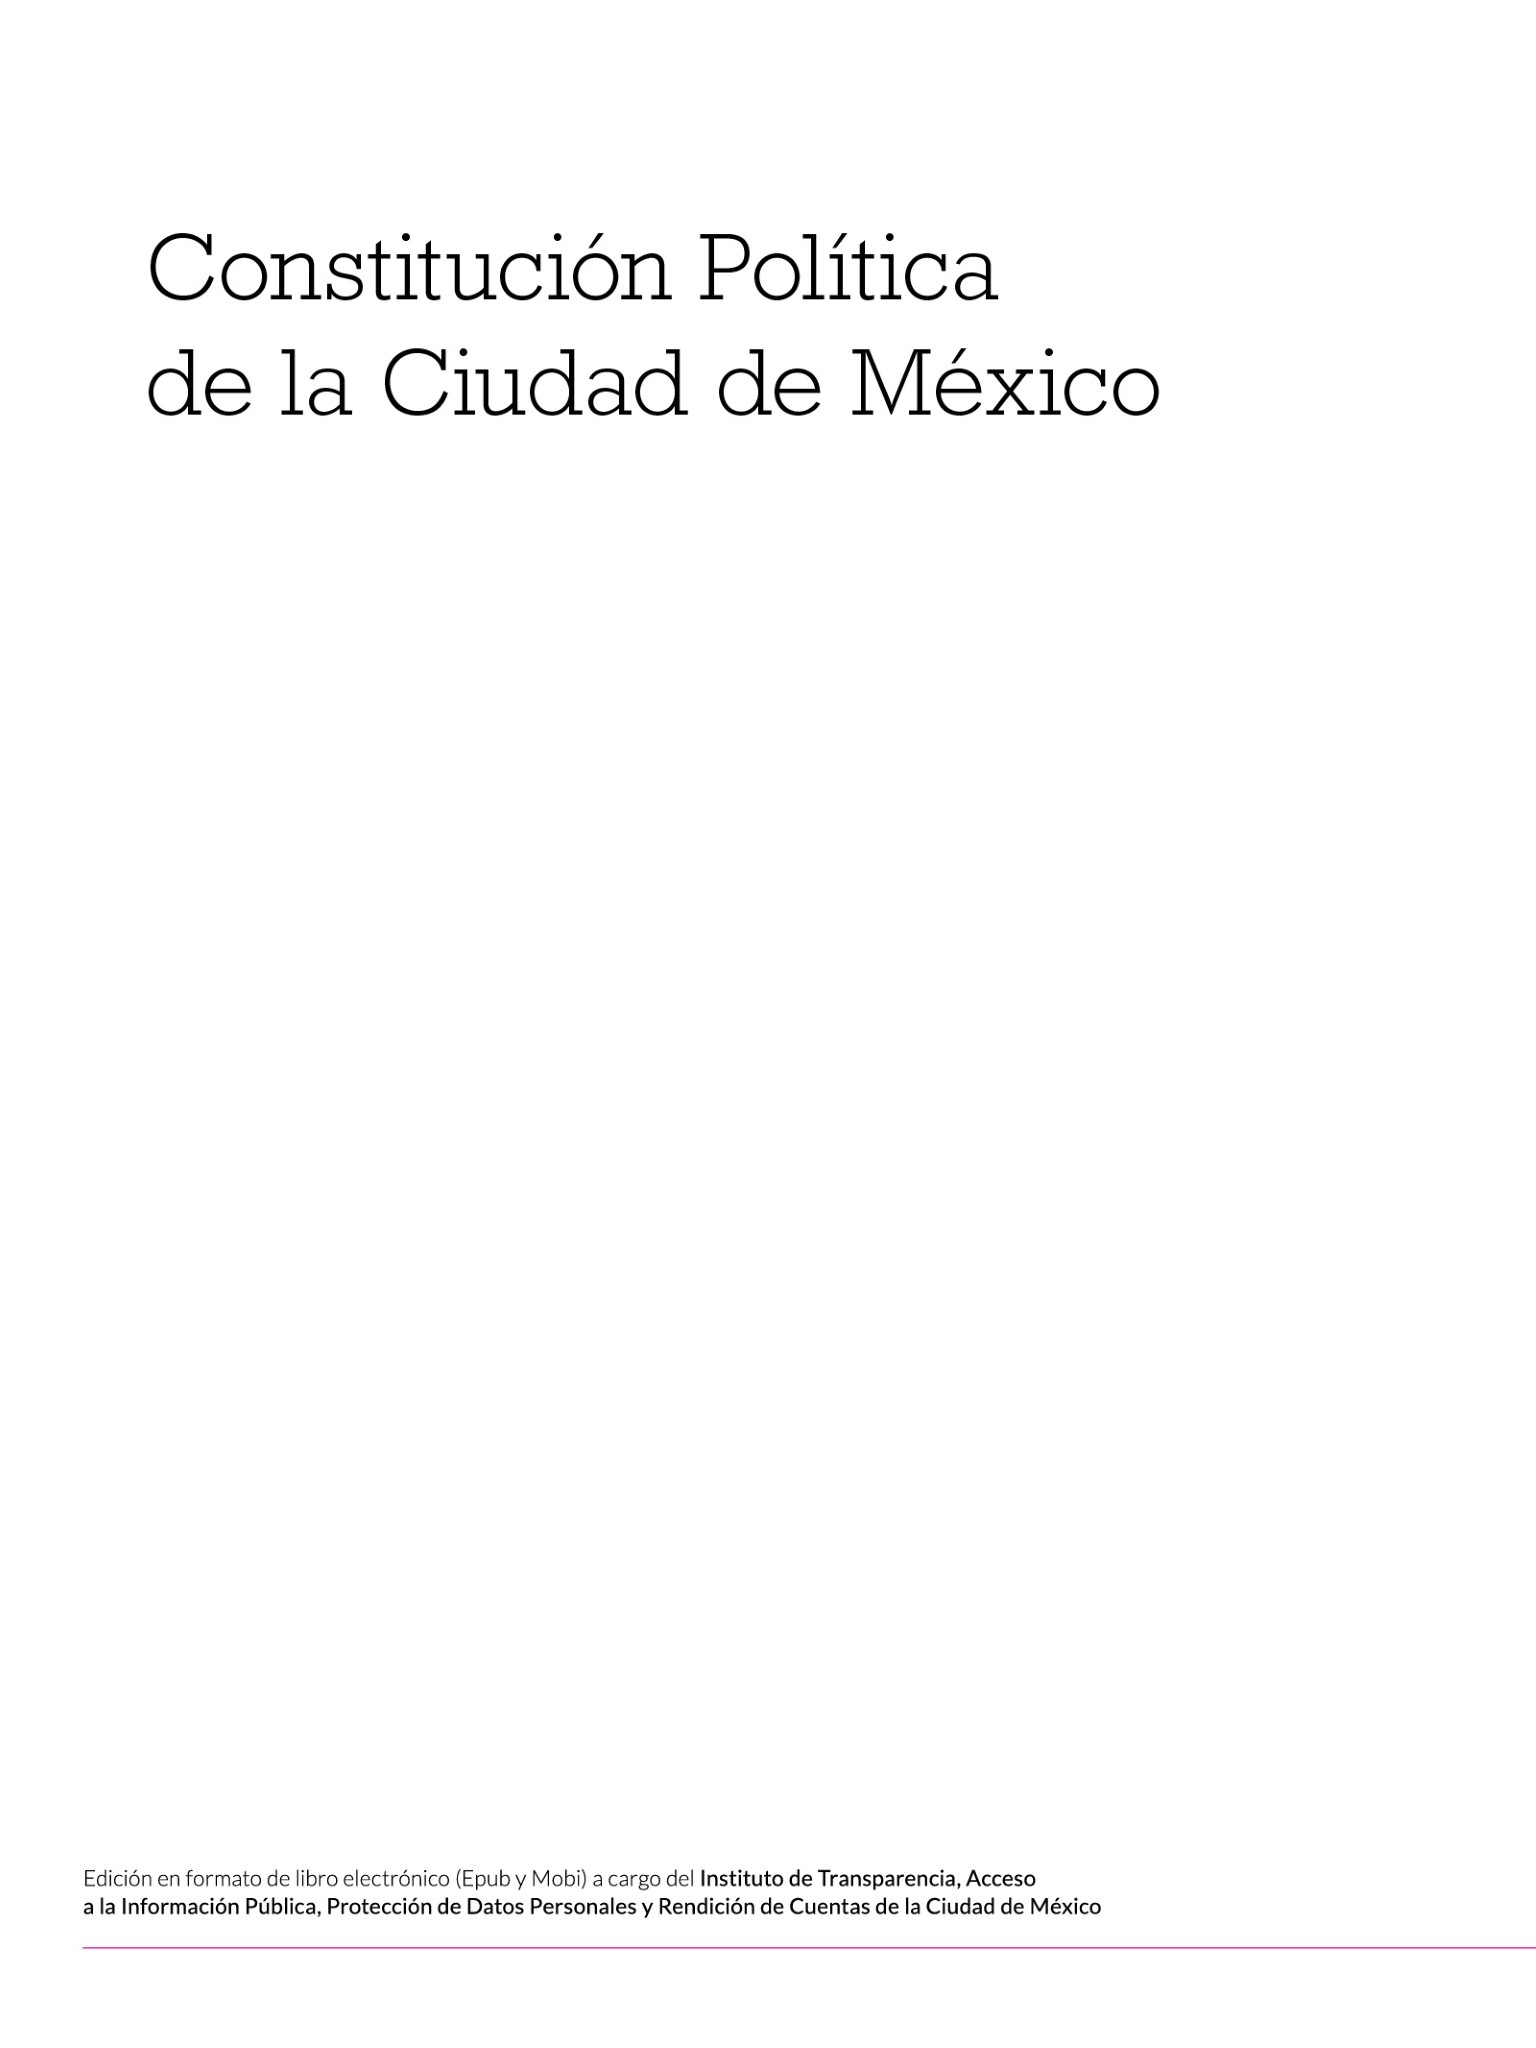 Constitución Política
de la Ciudad de México
Edición en formato de libro electrónico (Epub y Mobi) a cargo del Instituto de Transparencia, Acceso
a la Información Pública, Protección de Datos Personales y Rendición de Cuentas de la Ciudad de México